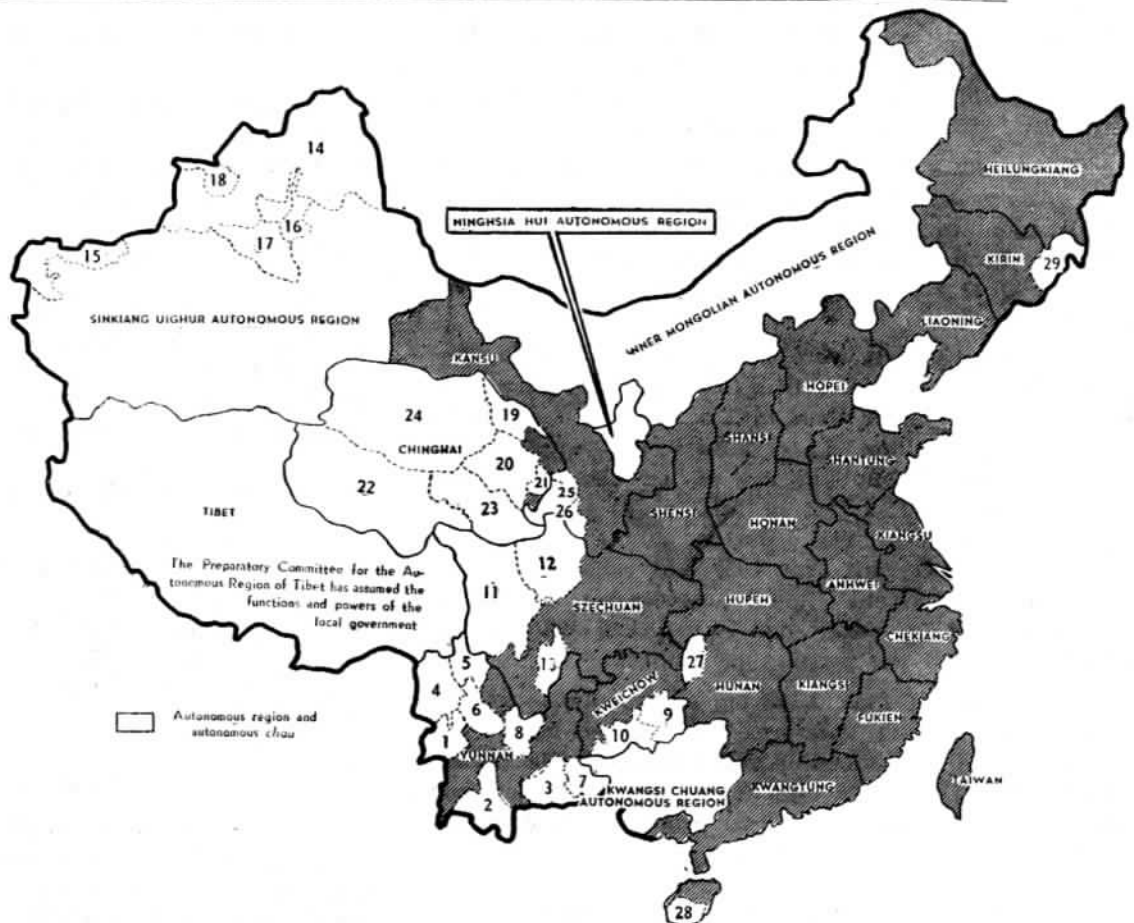 14
18
HEILUNGKIANG
NINGHSIA HUI AUTONOMOUS REGION
16
17
15
KIRIN
29
SINKIANG UIGHUR AUTONOMOUS REGION
INNER MONGOLIAN AUTONOMOUS REGION
LIAONING
KANSU
HOPEI
24
19
CHINGHAI
SHANSI
SHANTUNG
20
21
25
22
23
26
TIBET
SHENSI
HONAN
KIANGSU
The Preparatory Committee for the Au-
tonomous Region of Tibet has assumed the
functions and powers of the
local government
12
11
ANHWEI
SZECHUAN
HUPEH
CHEKIANG
5
13
27
4
KWEICHOW
HUNAN
KIANGSI
6
9
FUKIEN
Autonomous region and
autonomous chou
8
10
1
YUNNAN
TAIWAN
3
7
KWANGSI CHUANG
AUTONOMOUS REGION
KWANGTUNG
2
28